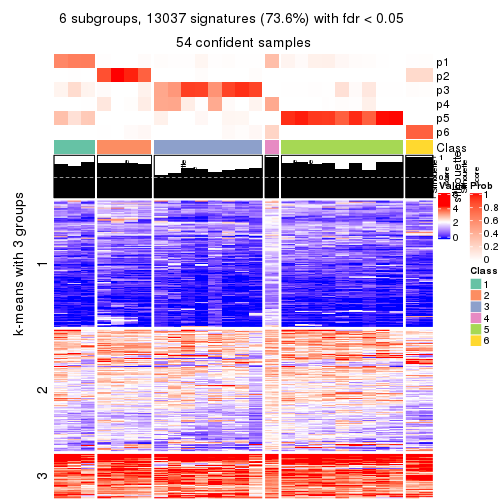 6 subgroups, 13037 signatures (73.6%) with fdr < 0.05
54 confident samples
p1
p2
p3
p4
p5
p6
Class
1
Value Prob
4
2
0
1
0.8
0.6
0.4
0.2
0
Class
1
2
3
4
5
6
k-means with 3 groups
1
2
3